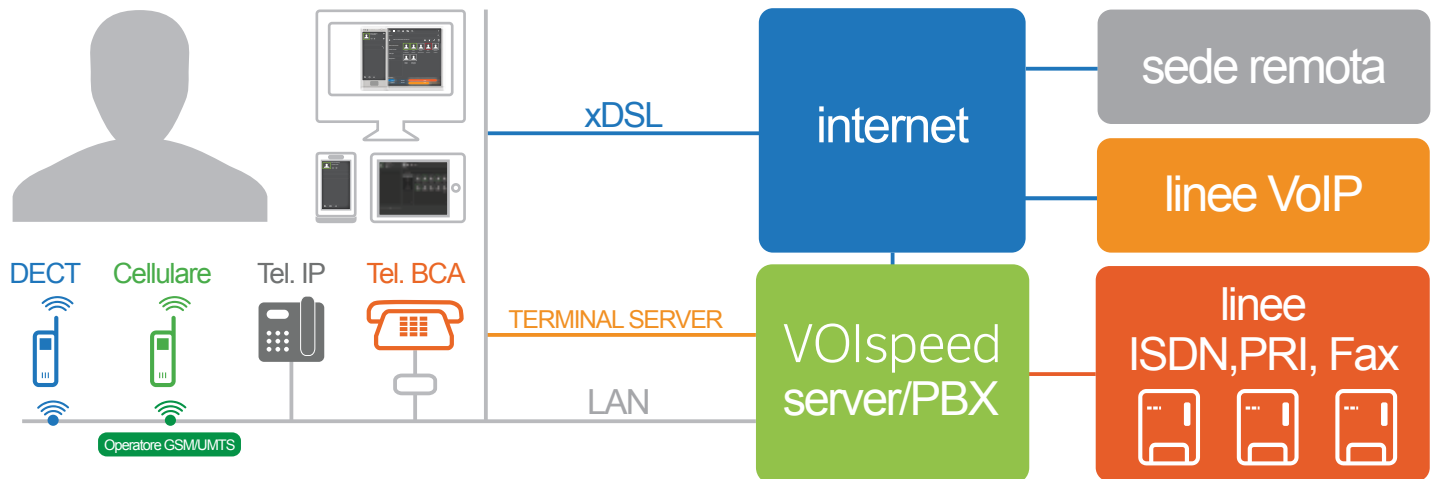 xDSL
internet
sede remota
linee VoIP
DECT
Cellulare
Tel. IP
Tel. BCA
TERMINAL SERVER
VOIspeed
server/PBX
linee
ISDN,PRI, Fax
LAN
Operatore GSM/UMTS